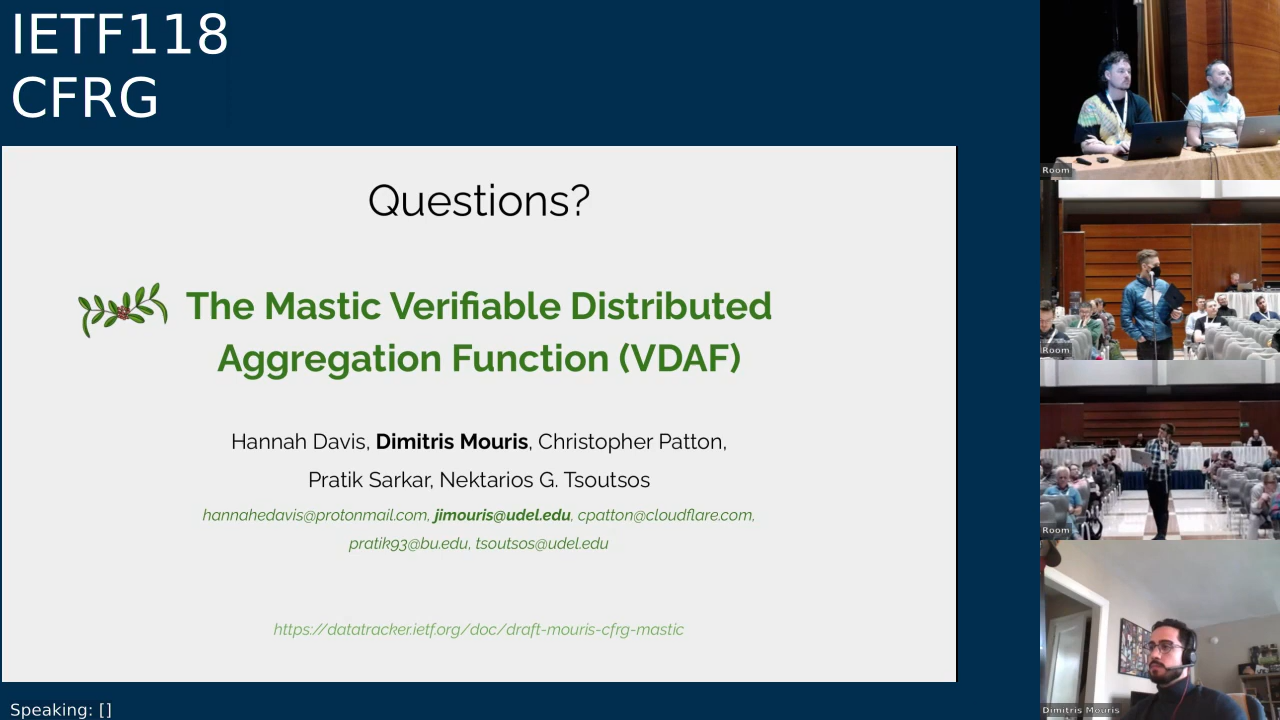 IETF118
CFRG
Questions?
The Mastic Verifiable Distributed
Aggregation Function (VDAF)
Hannah Davis, Dimitris Mouris, Christopher Patton,
Pratik Sarkar, Nektarios G. Tsoutsos
hannahedavis@protonmail.com, jimouris@udel.edu, cpatton@cloudflare.com,
pratik93@bu.edu, tsoutsos@udel.edu
https://datatracker.ietf.org/doc/draft-mouris-cfrg-mastic
Speaking: []
Room
Room
Room
Dimitris Mouris